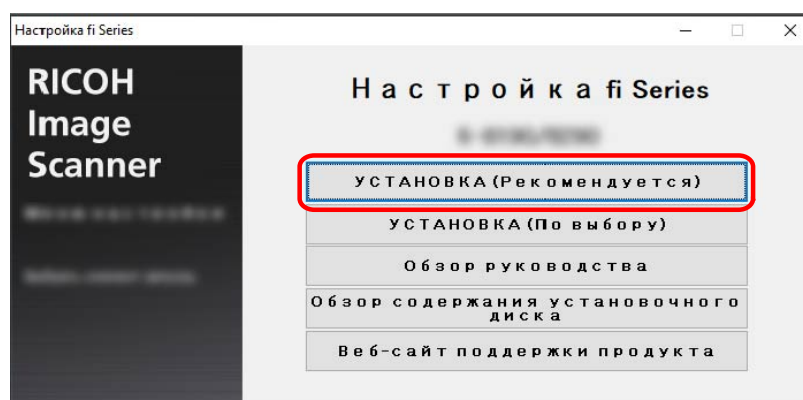 Настройка fi Series
RICOH
Image
Scanner
Настройка fi Series
УСТАНОВКА (Рекомендуется)
УСТАНОВКА (По выбору)
Обзор руководства
Обзор содержания установочного
диска
Веб-сайт поддержки продукта